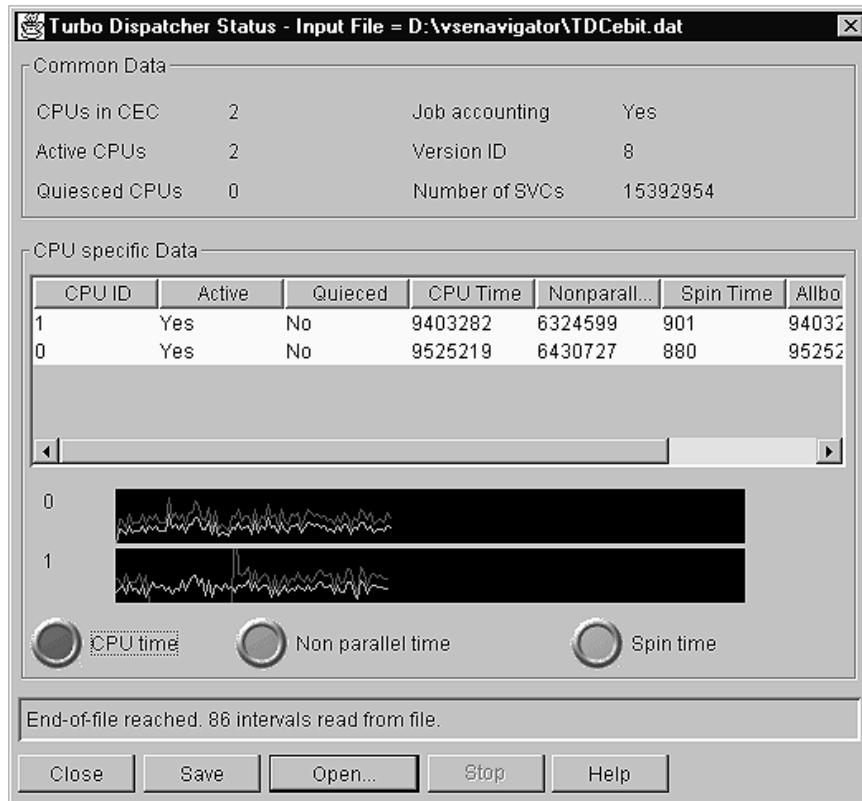 Turbo Dispatcher Status - Input File = D:\vsenavigator\TDCebit.dat
Common Data
CPUs in CEC 2 Job accounting Yes
Active CPUs 2 Version ID 8
Quiesced CPUs 0 Number of SVCs 15392954
CPU specific Data
CPU ID Active Quieced CPU Time Nonparall... Spin Time Allbo
1 Yes No 9403282 6324599 901 94032
0 Yes No 9525219 6430727 880 95252
0
1
CPU time Non parallel time Spin time
End-of-file reached. 86 intervals read from file.
Close Save Open... Stop Help